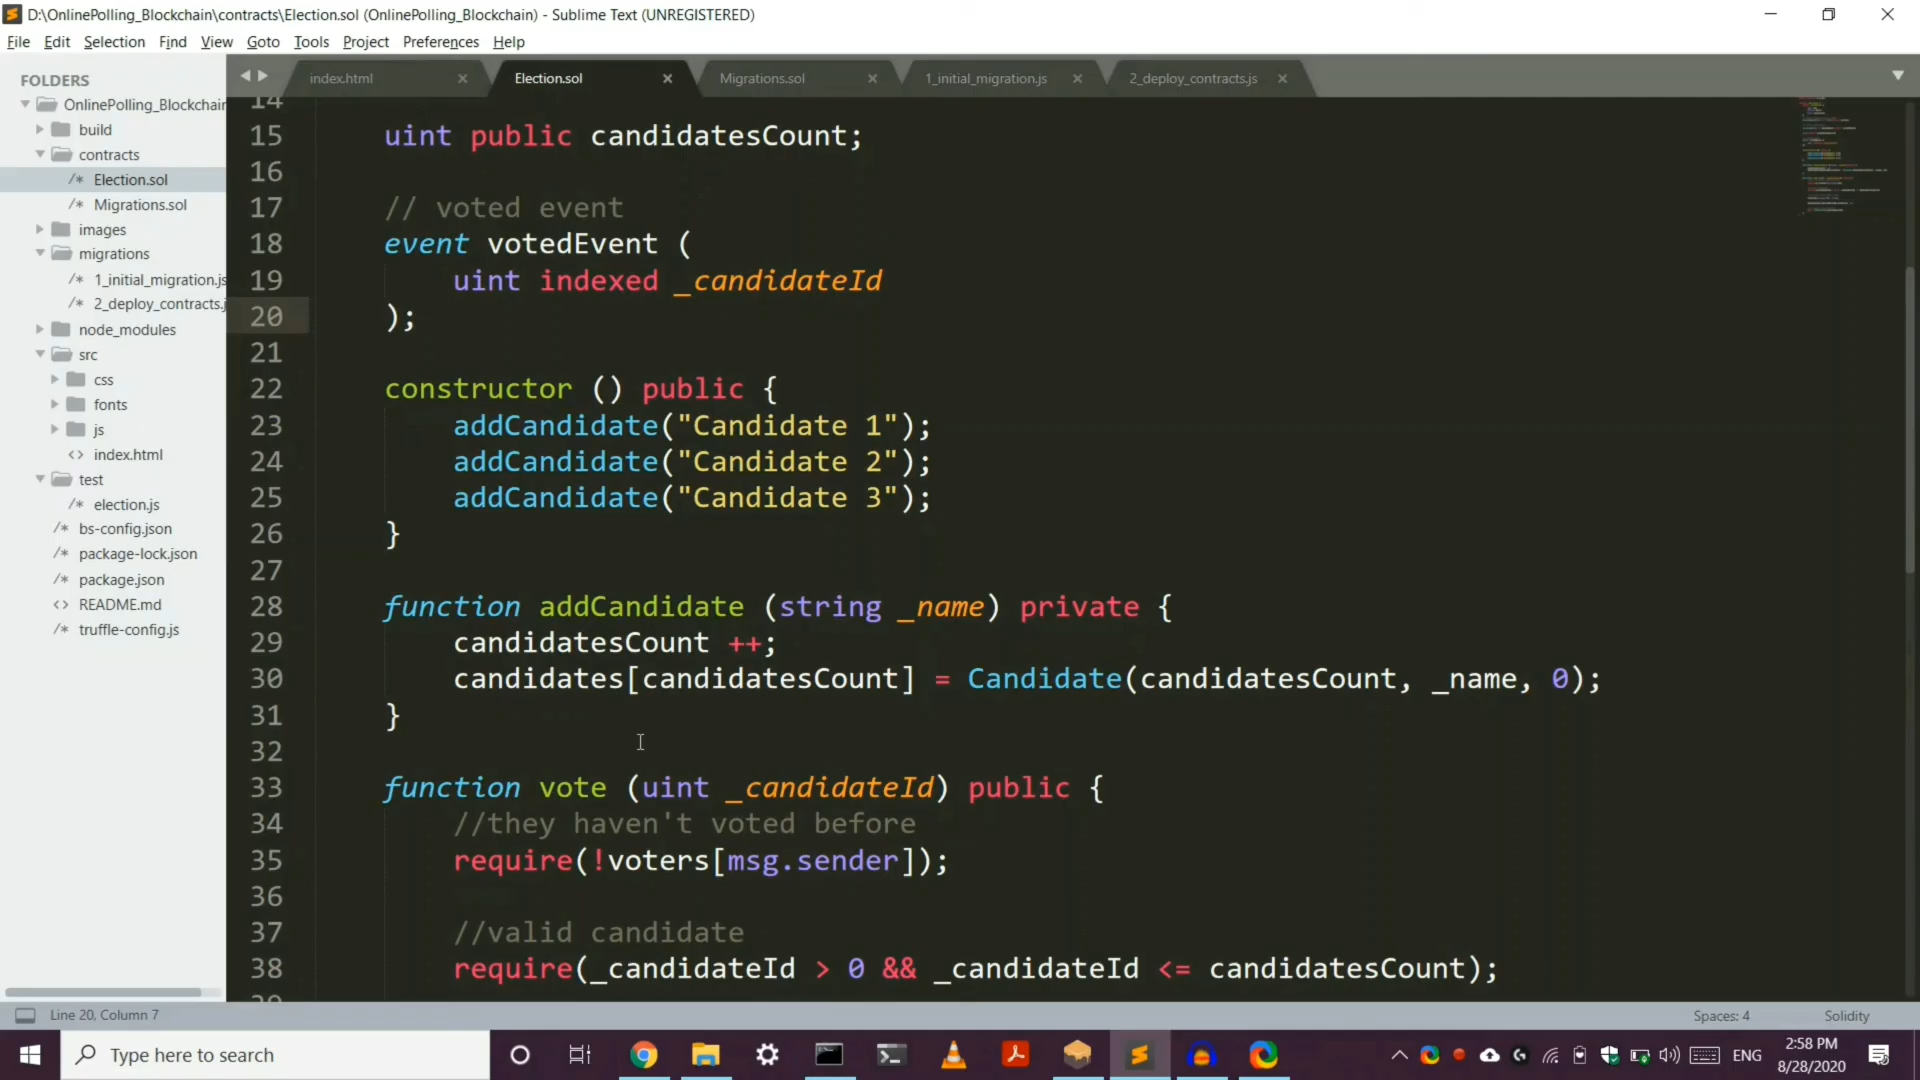 D:\OnlinePolling_Blockchain\contracts\Election.sol (OnlinePolling_Blockchain) - Sublime Text (UNREGISTERED)
File Edit Selection Find View Goto Tools Project Preferences Help
FOLDERS
OnlinePolling_Blockchain
build
contracts
/* Election.sol
/* Migrations.sol
images
migrations
/* 1_initial_migration.js
/* 2_deploy_contracts.j
node_modules
src
css
fonts
js
<> index.html
test
/* election.js
/* bs-config.json
/* package-lock.json
/* package.json
<> README.md
/* truffle-config.js
index.html × Election.sol × Migrations.sol × 1_initial_migration.js × 2_deploy_contracts.js ×
14
15 uint public candidatesCount;
16
17 // voted event
18 event votedEvent (
19 uint indexed _candidateId
20 );
21
22 constructor () public {
23 addCandidate("Candidate 1");
24 addCandidate("Candidate 2");
25 addCandidate("Candidate 3");
26 }
27
28 function addCandidate (string _name) private {
29 candidatesCount ++;
30 candidates[candidatesCount] = Candidate(candidatesCount, _name, 0);
31 }
32
33 function vote (uint _candidateId) public {
34 //they haven't voted before
35 require(!voters[msg.sender]);
36
37 //valid candidate
38 require(_candidateId > 0 && _candidateId <= candidatesCount);
39
Line 20, Column 7 Spaces: 4 Solidity
Type here to search
ENG
2:58 PM
8/28/2020